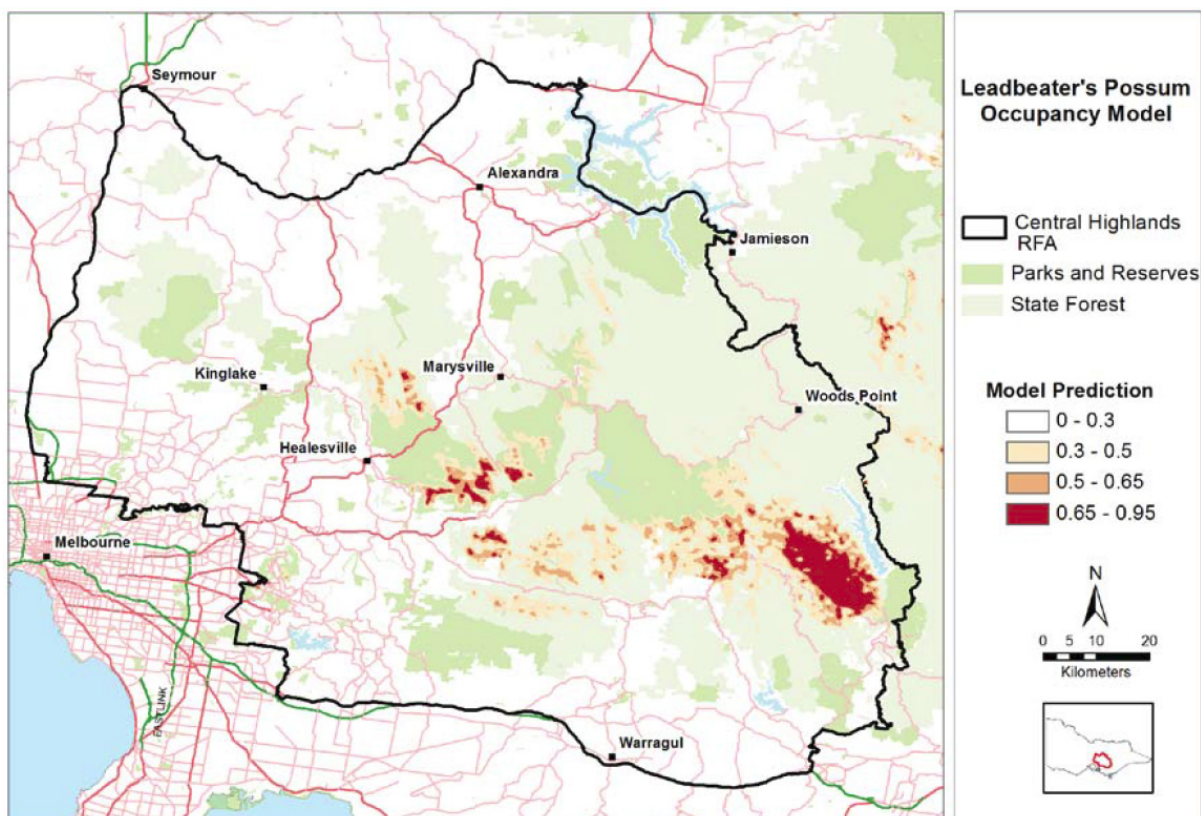 Seymour
Alexandra
Jamieson
Kinglake
Marysville
Woods Point
Healesville
Melbourne
EASTLINK
Warragul
Leadbeater's Possum
Occupancy Model
Central Highlands
RFA
Parks and Reserves
State Forest
Model Prediction
0 - 0.3
0.3 - 0.5
0.5 - 0.65
0.65 - 0.95
N
0 5 10 20
Kilometers